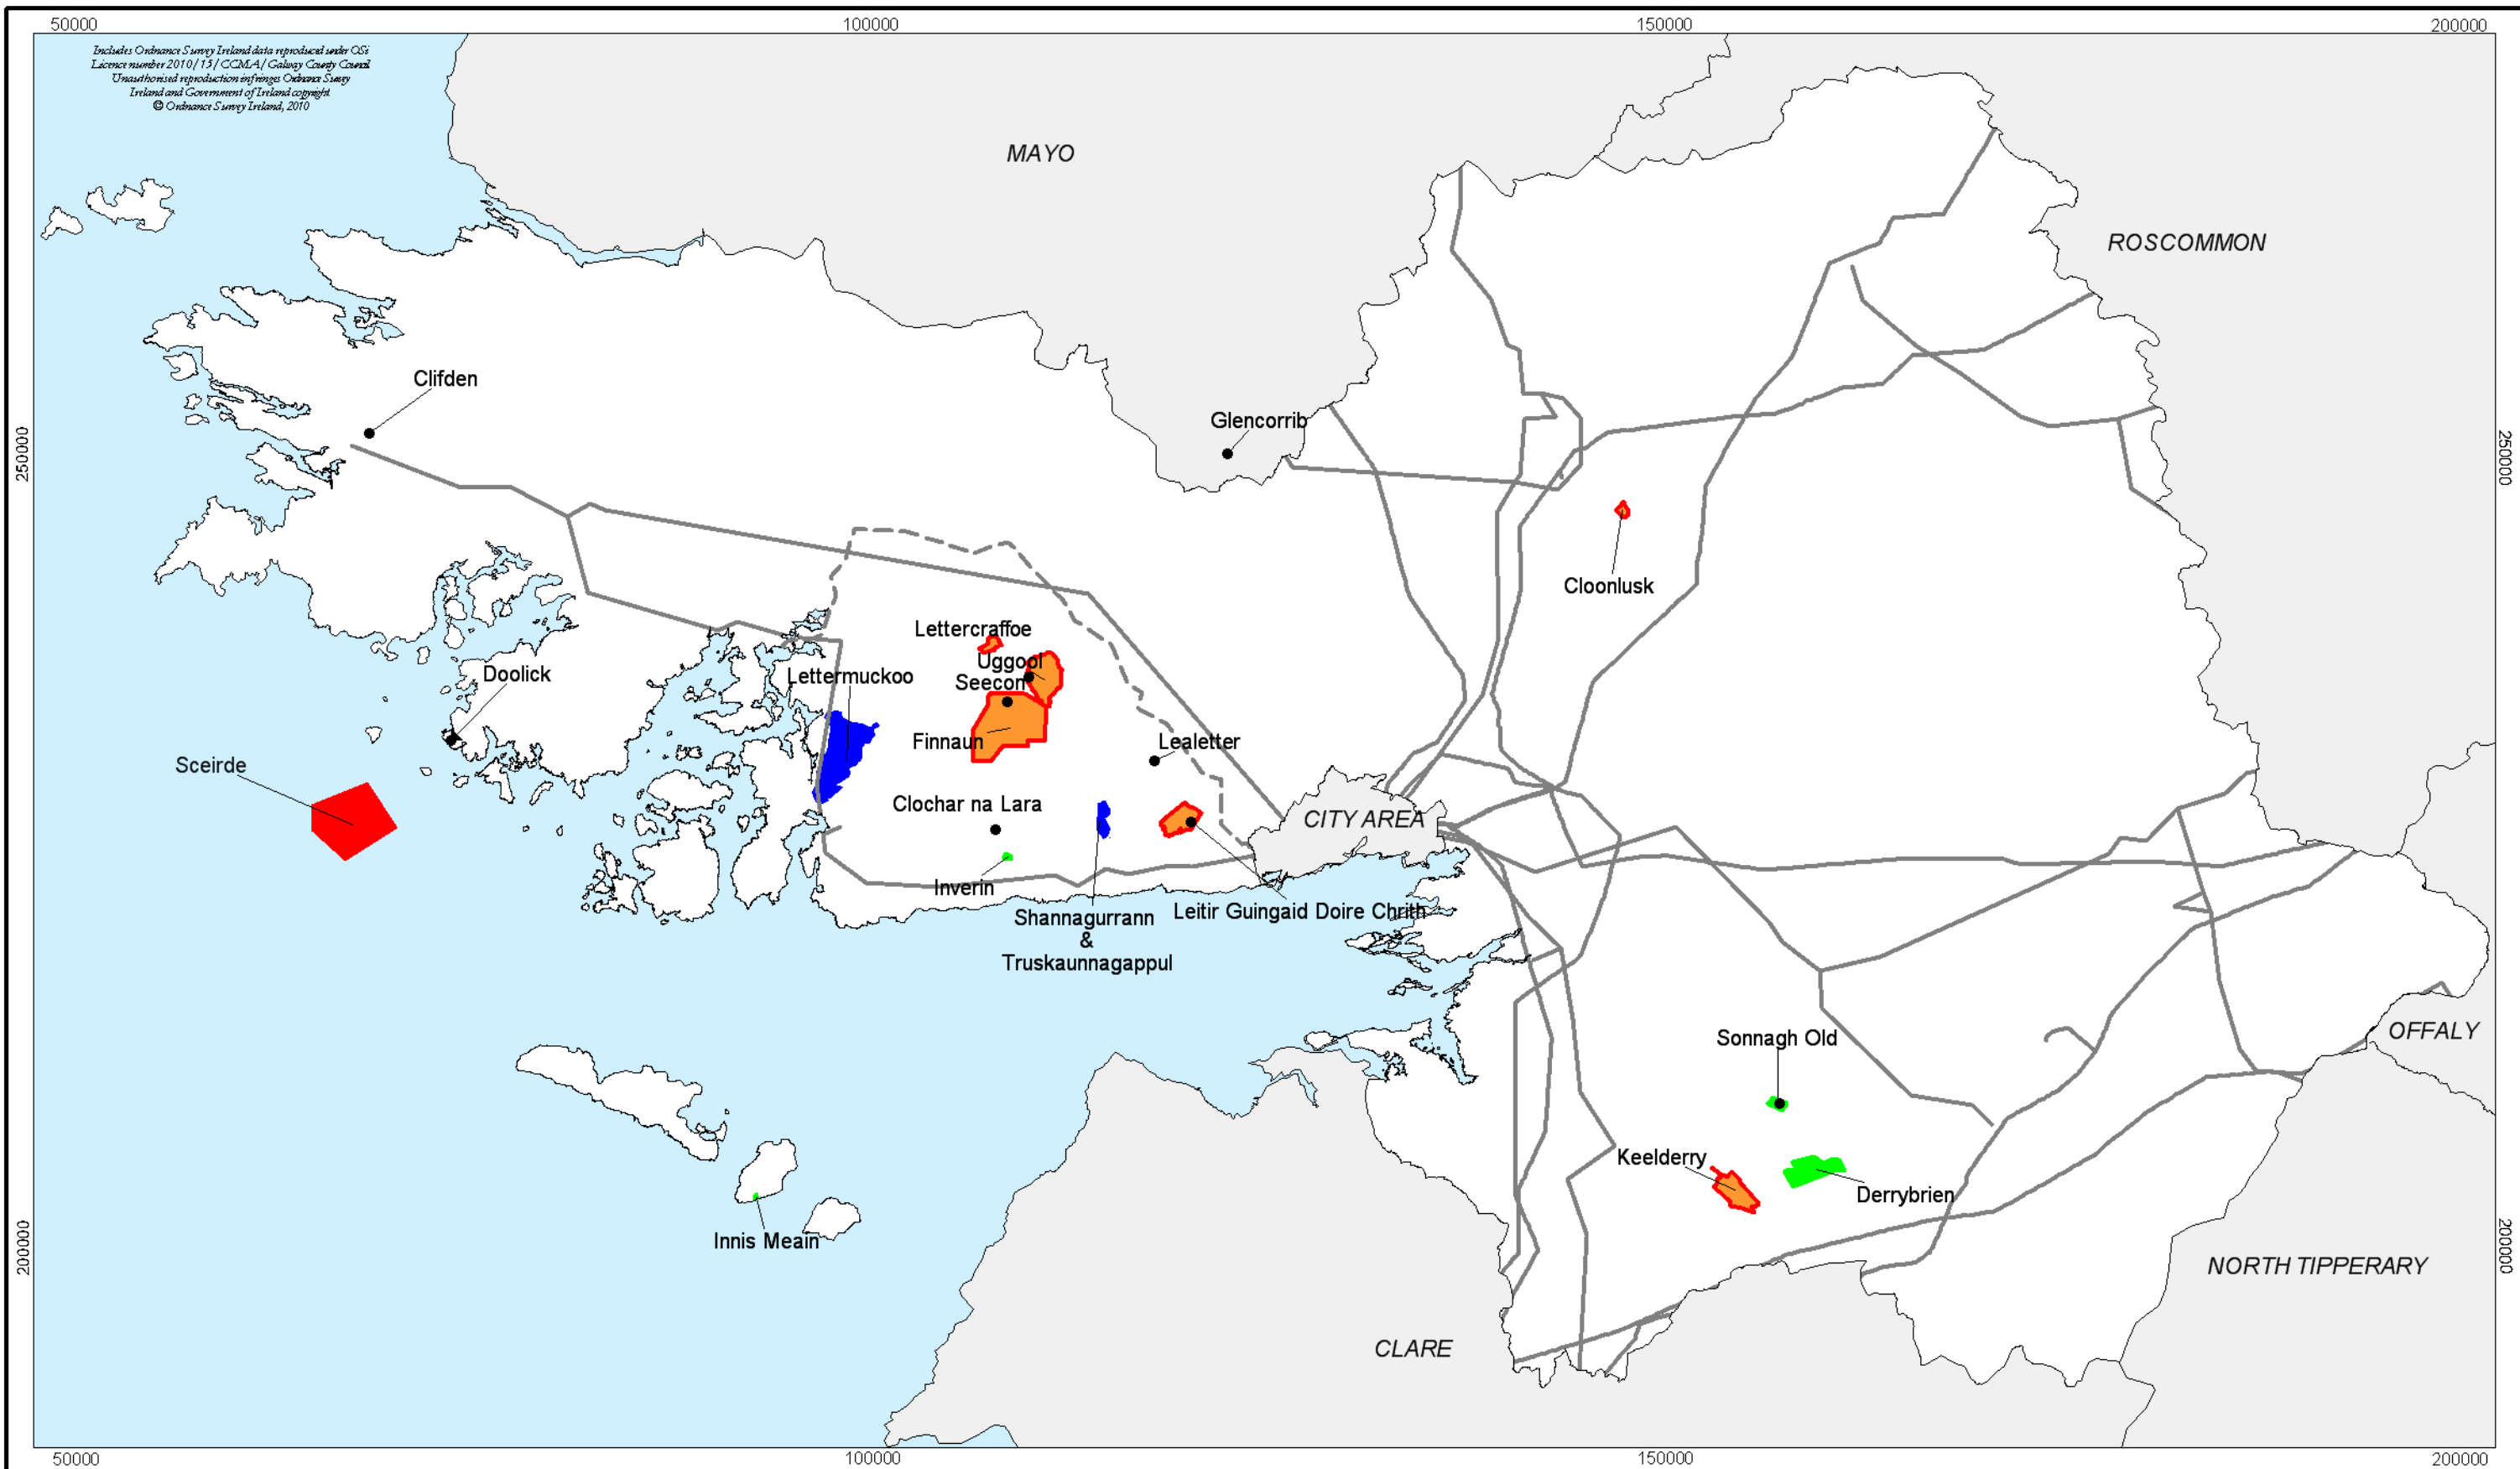 50000 100000 150000 200000
Includes Ordnance Survey Ireland data reproduced under OSi
Licence number 2010/15/CCMA/ Galway County Council
Unauthorised reproduction infringes Ordnance Survey
Ireland and Government of Ireland copyright
© Ordnance Survey Ireland, 2010
MAYO
ROSCOMMON
Clifden
Glencorrib
250000 250000
Cloonlusk
Lettercraffoe
Uggool
Doolick
Lettermuckoo
Seecon
Finnaun
Lealetter
Sceirde
Clochar na Lara
CITY AREA
Inverin
Shannagurrann
&
Truskaunnagappul
Leitir Guingaid Doire Chrith
OFFALY
Sonnagh Old
Keelderry
Derrybrien
Innis Meain
200000 200000
NORTH TIPPERARY
CLARE
50000 100000 150000 200000